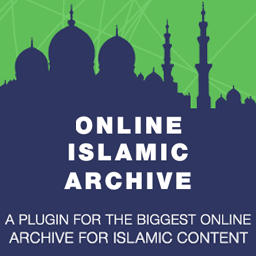 ONLINE
ISLAMIC
ARCHIVE
A PLUGIN FOR THE BIGGEST ONLINE
ARCHIVE FOR ISLAMIC CONTENT